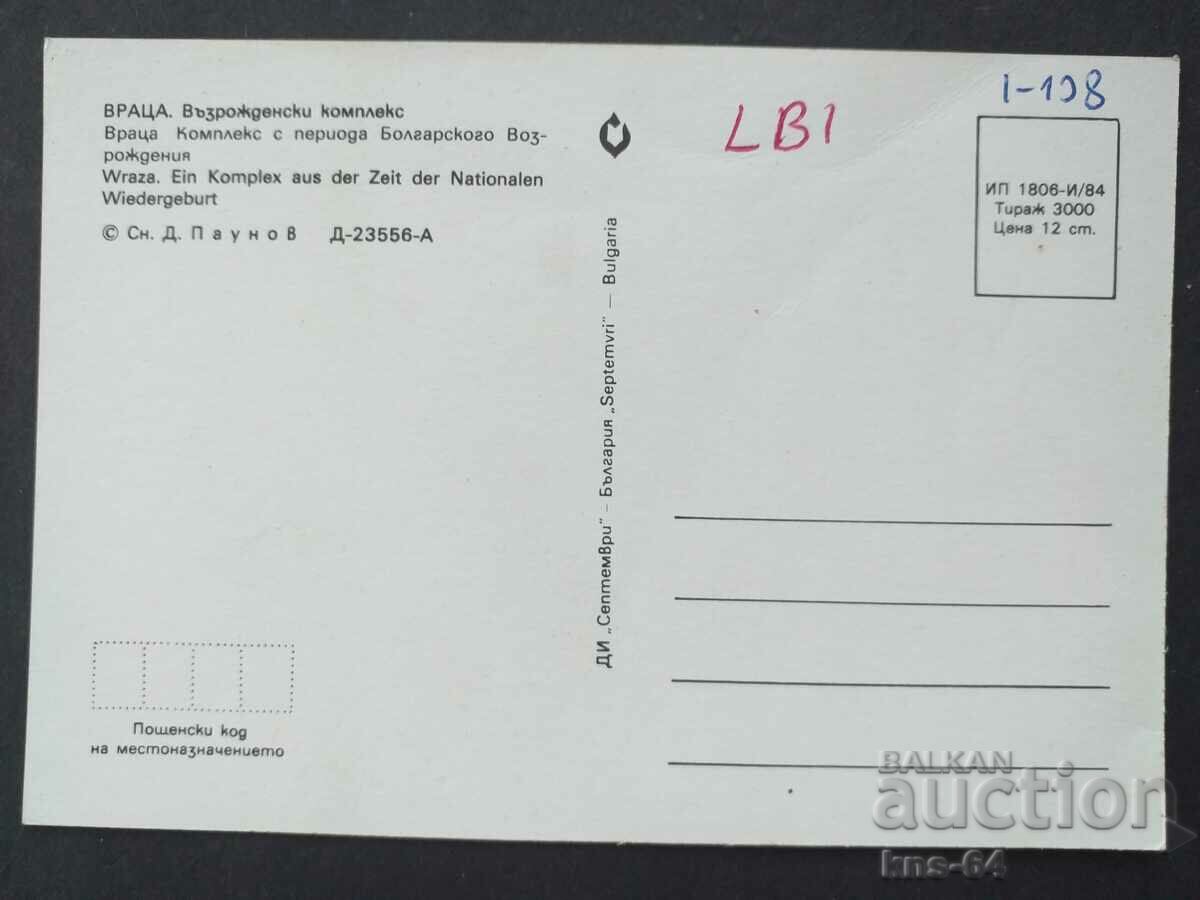 ВРАЦА. Възрожденски комплекс
Враца Комплекс с периода Болгарского Воз-
рождения
Wraza. Ein Komplex aus der Zeit der Nationalen
Wiedergeburt
© Сн. Д. Паунов Д-23556-А
LB1
1-108
ИП 1806-И/84
Тираж 3000
Цена 12 ст.
ДИ „Септември" – България „Septemvri" — Bulgaria
Пощенски код
на местоназначението
BALKAN
auction
kns-64